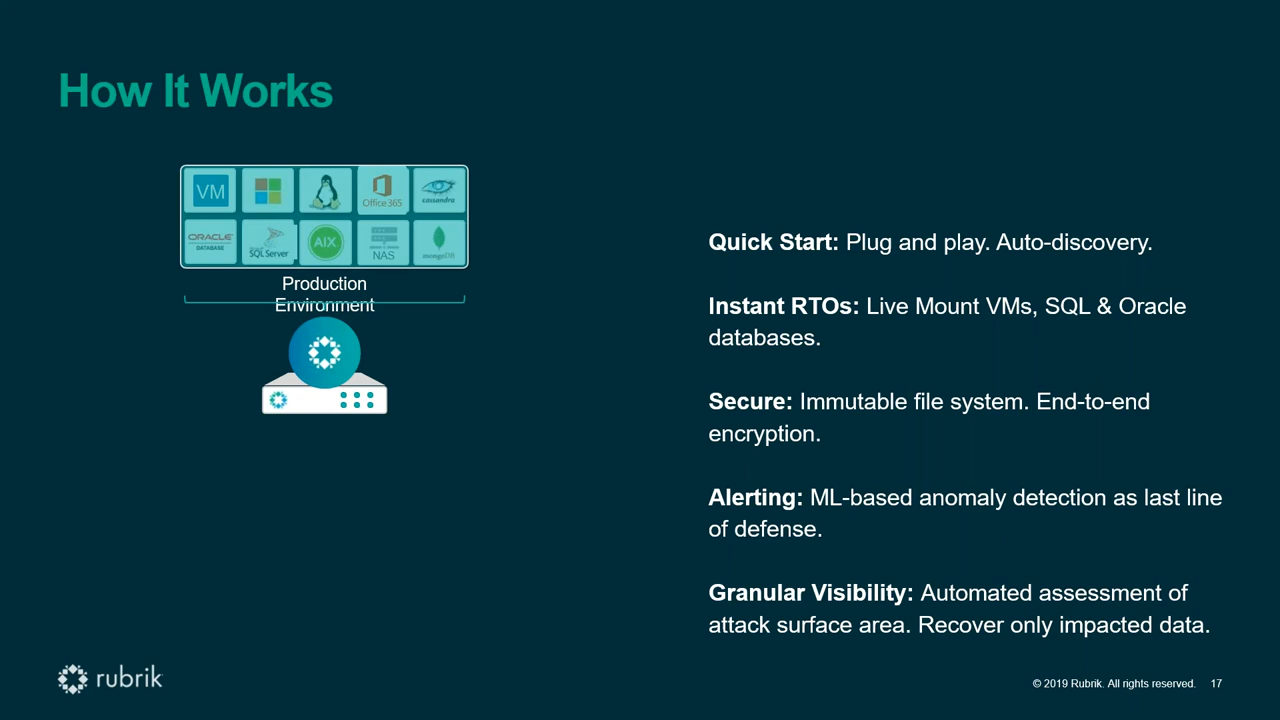 How It Works
VM
Office 365
cassandra
ORACLE
DATABASE
SQL Server
AIX
NAS
mongoDB
Production
Environment
Quick Start: Plug and play. Auto-discovery.
Instant RTOs: Live Mount VMs, SQL & Oracle
databases.
Secure: Immutable file system. End-to-end
encryption.
Alerting: ML-based anomaly detection as last line
of defense.
Granular Visibility: Automated assessment of
attack surface area. Recover only impacted data.
rubrik
© 2019 Rubrik. All rights reserved. 17